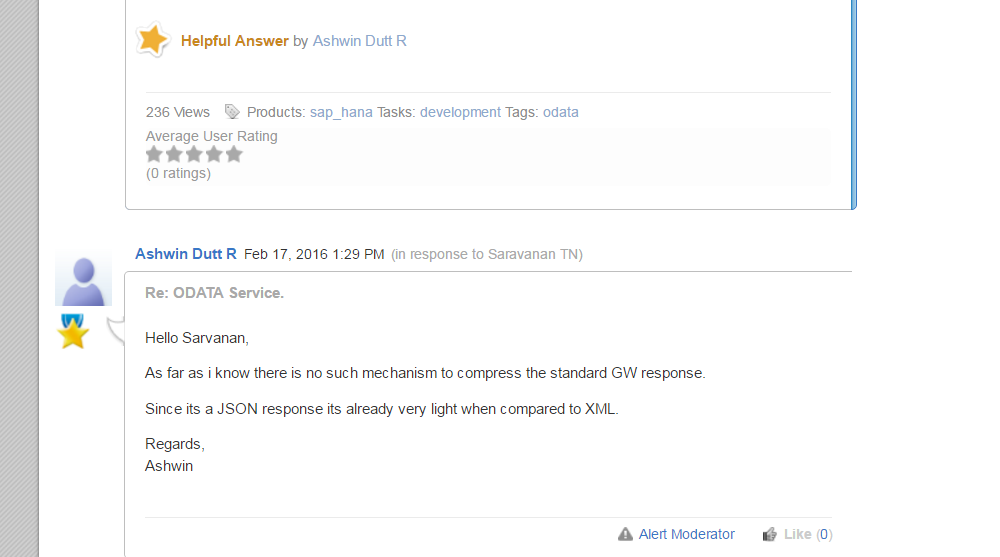 Helpful Answer by Ashwin Dutt R
236 Views Products: sap_hana Tasks: development Tags: odata
Average User Rating
(0 ratings)
Ashwin Dutt R Feb 17, 2016 1:29 PM (in response to Saravanan TN)
Re: ODATA Service.
Hello Sarvanan,
As far as i know there is no such mechanism to compress the standard GW response.
Since its a JSON response its already very light when compared to XML.
Regards,
Ashwin
Alert Moderator Like (0)